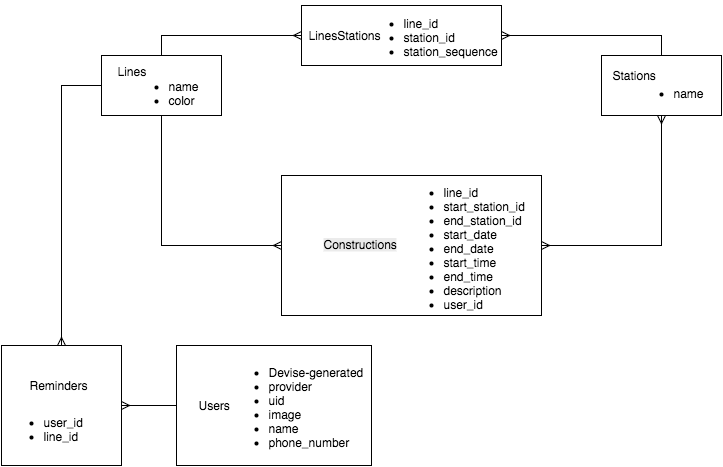 LinesStations
• line_id
• station_id
• station_sequence
Lines
• name
• color
Stations
• name
Constructions
• line_id
• start_station_id
• end_station_id
• start_date
• end_date
• start_time
• end_time
• description
• user_id
Reminders
• user_id
• line_id
Users
• Devise-generated
• provider
• uid
• image
• name
• phone_number